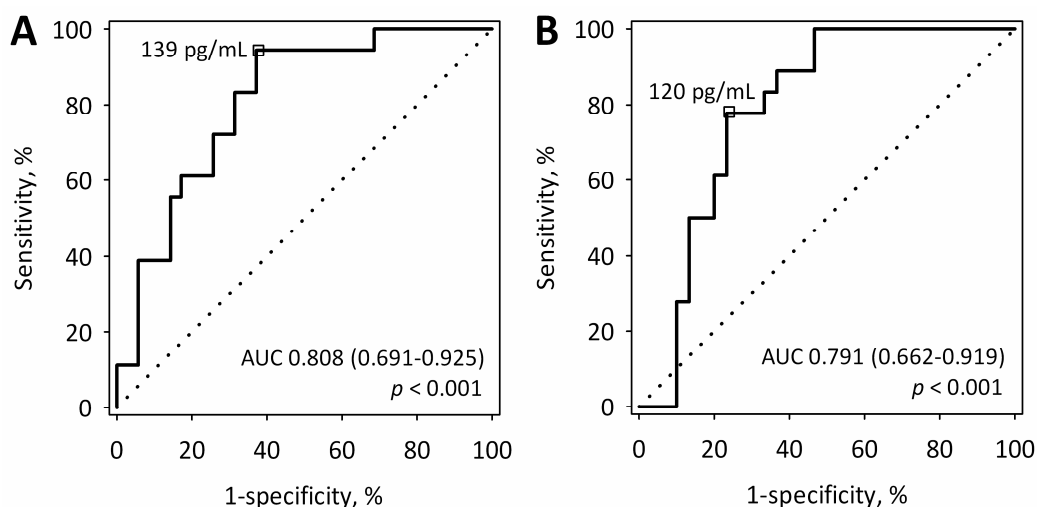 A
100
80
60
40
20
0
Sensitivity, %
139 pg/mL
AUC 0.808 (0.691-0.925)
p < 0.001
0 20 40 60 80 100
1-specificity, %
B
100
80
60
40
20
0
Sensitivity, %
120 pg/mL
AUC 0.791 (0.662-0.919)
p < 0.001
0 20 40 60 80 100
1-specificity, %